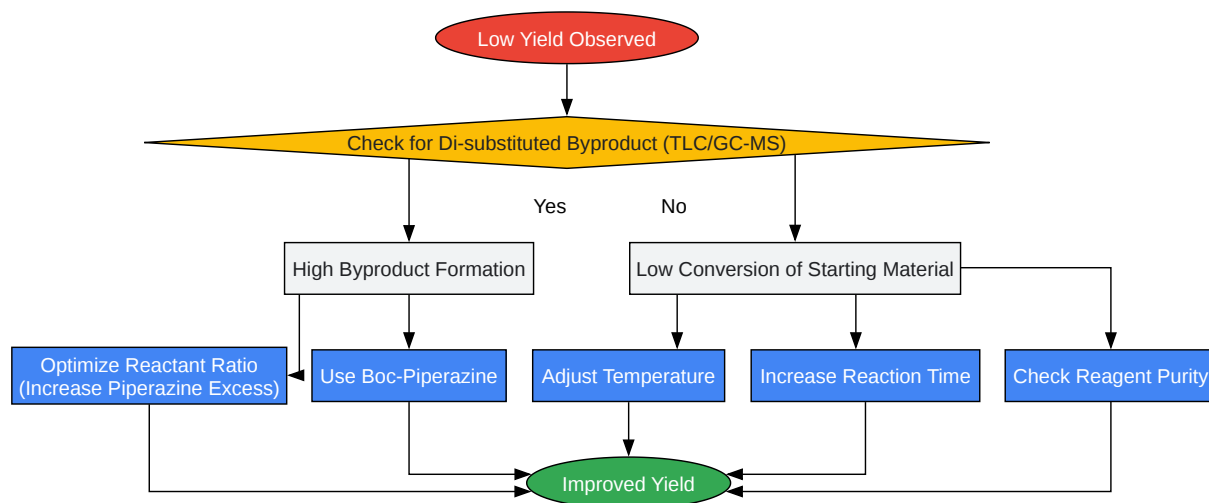 Low Yield Observed
Check for Di-substituted Byproduct (TLC/GC-MS)
Yes
No
High Byproduct Formation
Low Conversion of Starting Material
Optimize Reactant Ratio
(Increase Piperazine Excess)
Use Boc-Piperazine
Adjust Temperature
Increase Reaction Time
Check Reagent Purity
Improved Yield